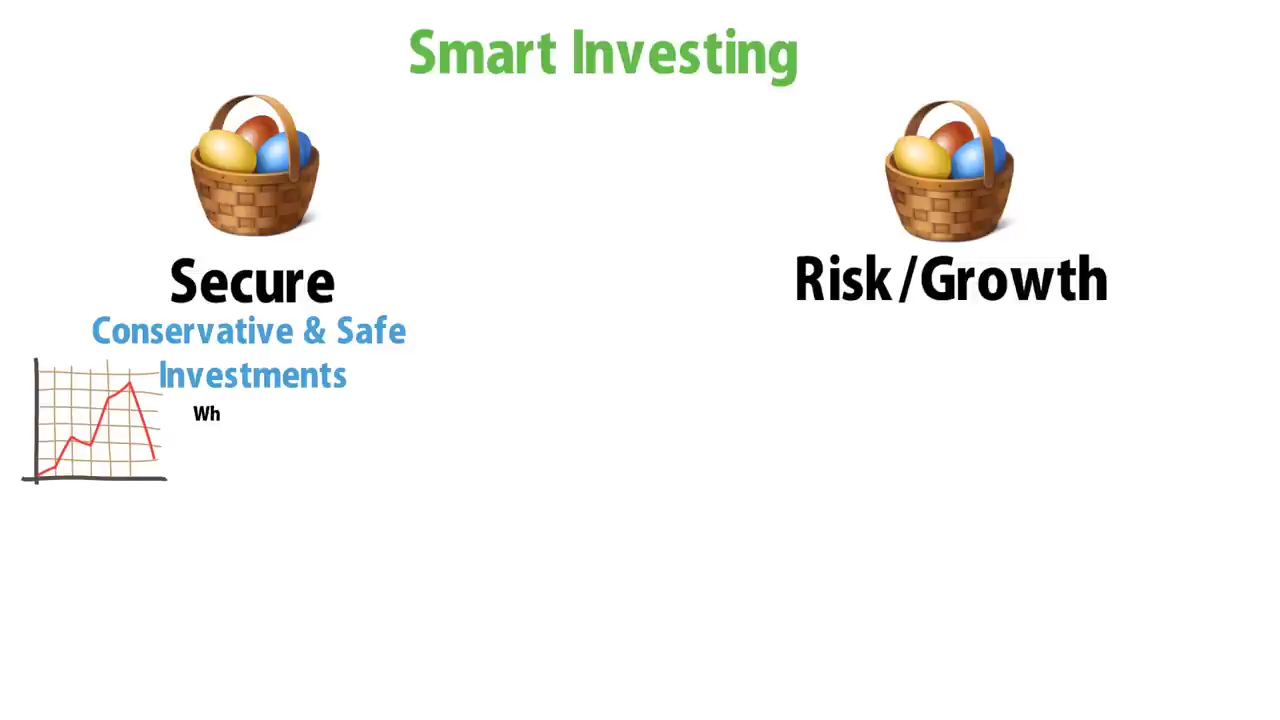 Smart Investing
Secure
Risk/Growth
Conservative & Safe
Investments
Wh